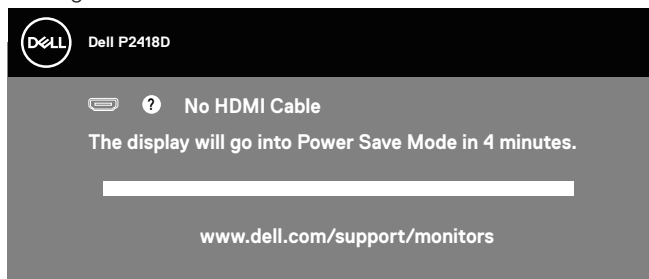 DELL
Dell P2418D
? No HDMI Cable
The display will go into Power Save Mode in 4 minutes.
www.dell.com/support/monitors